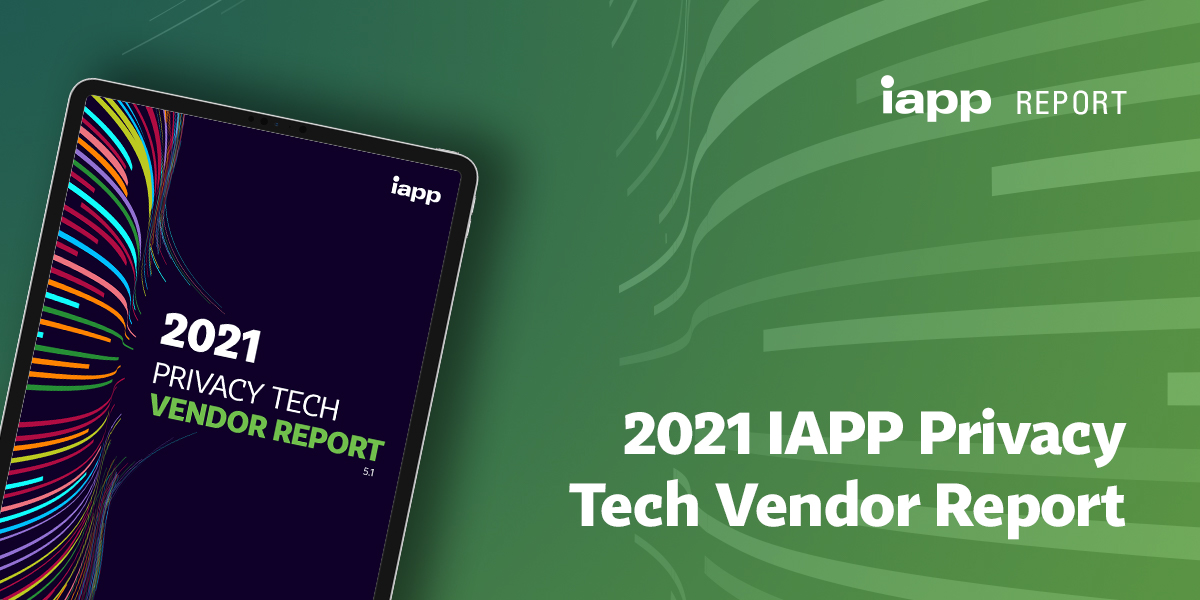 iapp
2021
PRIVACY TECH
VENDOR REPORT
5.1
iapp REPORT
2021 IAPP Privacy
Tech Vendor Report